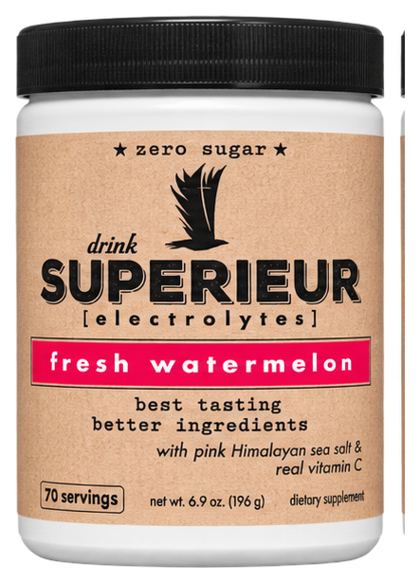 ★ zero sugar ★
drink
SUPERIEUR
[electrolytes]
fresh watermelon
best tasting
better ingredients
with pink Himalayan sea salt &
real vitamin C
70 servings net wt. 6.9 oz. (196 g) dietary supplement